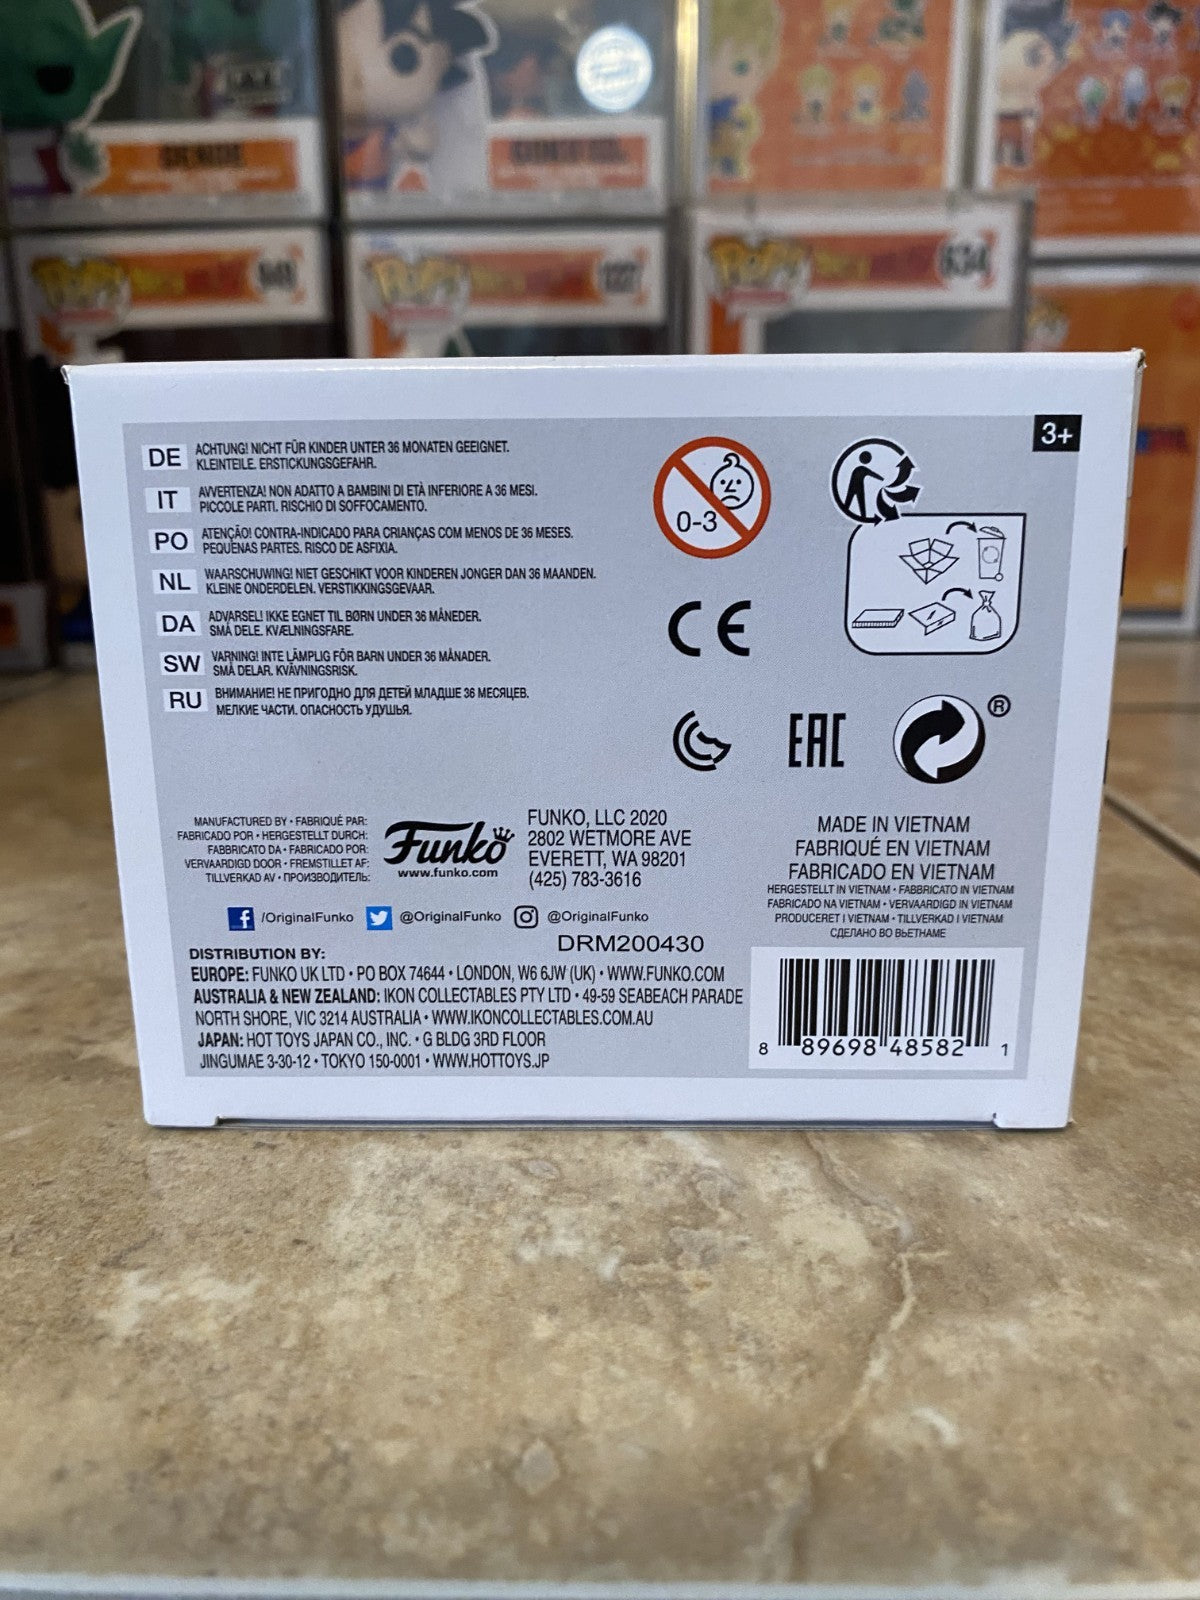 DENDE
POP!
POP!
POP!
634
3+
DE ACHTUNG! NICHT FÜR KINDER UNTER 36 MONATEN GEEIGNET.
KLEINTEILE. ERSTICKUNGSGEFAHR.
IT AVVERTENZA! NON ADATTO A BAMBINI DI ETÀ INFERIORE A 36 MESI.
PICCOLE PARTI. RISCHIO DI SOFFOCAMENTO.
PO ATENÇÃO! CONTRA-INDICADO PARA CRIANÇAS COM MENOS DE 36 MESES.
PEQUENAS PARTES. RISCO DE ASFIXIA.
NL WAARSCHUWING! NIET GESCHIKT VOOR KINDEREN JONGER DAN 36 MAANDEN.
KLEINE ONDERDELEN. VERSTIKKINGSGEVAAR.
DA ADVARSEL! IKKE EGNET TIL BØRN UNDER 36 MÅNEDER.
SMÅ DELE. KVÆLNINGSFARE.
SW VARNING! INTE LÄMPLIG FÖR BARN UNDER 36 MÅNADER.
SMÅ DELAR. KVÄVNINGSRISK.
RU ВНИМАНИЕ! НЕ ПРИГОДНО ДЛЯ ДЕТЕЙ МЛАДШЕ 36 МЕСЯЦЕВ.
МЕЛКИЕ ЧАСТИ. ОПАСНОСТЬ УДУШЬЯ.
0-3
CE
EAC
®
MANUFACTURED BY • FABRIQUÉ PAR:
FABRICADO POR • HERGESTELLT DURCH:
FABBRICATO DA • FABRICADO POR:
VERVAARDIGD DOOR • FREMSTILLET AF:
TILLVERKAD AV • ПРОИЗВОДИТЕЛЬ:
Funko
www.funko.com
FUNKO, LLC 2020
2802 WETMORE AVE
EVERETT, WA 98201
(425) 783-3616
MADE IN VIETNAM
FABRIQUÉ EN VIETNAM
FABRICADO EN VIETNAM
HERGESTELLT IN VIETNAM • FABBRICATO IN VIETNAM
FABRICADO NA VIETNAM • VERVAARDIGD IN VIETNAM
PRODUCERET I VIETNAM • TILLVERKAD I VIETNAM
СДЕЛАНО ВО ВЬЕТНАМЕ
f /OriginalFunko @OriginalFunko @OriginalFunko
DRM200430
DISTRIBUTION BY:
EUROPE: FUNKO UK LTD • PO BOX 74644 • LONDON, W6 6JW (UK) • WWW.FUNKO.COM
AUSTRALIA & NEW ZEALAND: IKON COLLECTABLES PTY LTD • 49-59 SEABEACH PARADE
NORTH SHORE, VIC 3214 AUSTRALIA • WWW.IKONCOLLECTABLES.COM.AU
JAPAN: HOT TOYS JAPAN CO., INC. • G BLDG 3RD FLOOR
JINGUMAE 3-30-12 • TOKYO 150-0001 • WWW.HOTTOYS.JP
8 89698 48582 1